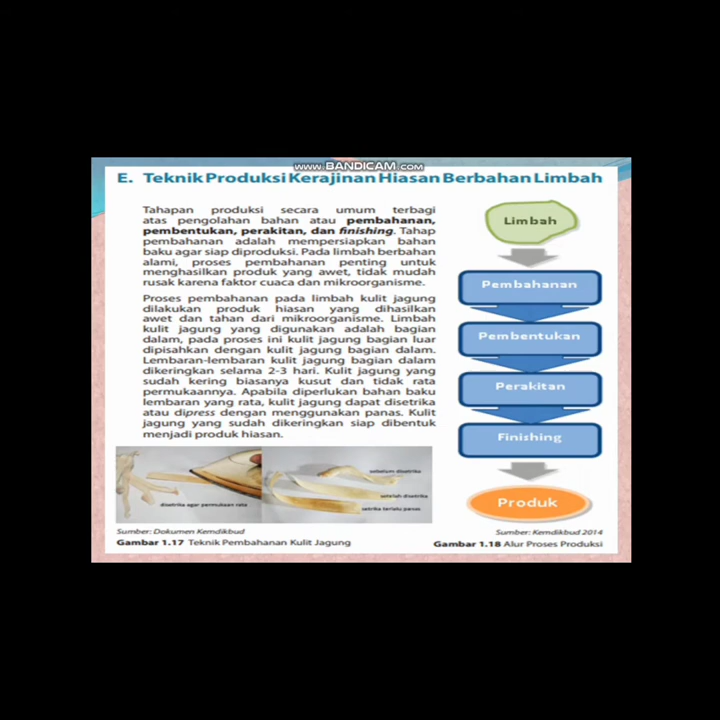 www.BANDICAM.com
E. Teknik Produksi Kerajinan Hiasan Berbahan Limbah
Tahapan produksi secara umum terbagi
atas pengolahan bahan atau pembahanan,
pembentukan, perakitan, dan finishing. Tahap
pembahanan adalah mempersiapkan bahan
baku agar siap diproduksi. Pada limbah berbahan
alami, proses pembahanan penting untuk
menghasilkan produk yang awet, tidak mudah
rusak karena faktor cuaca dan mikroorganisme.
Proses pembahanan pada limbah kulit jagung
dilakukan produk hiasan yang dihasilkan
awet dan tahan dari mikroorganisme. Limbah
kulit jagung yang digunakan adalah bagian
dalam, pada proses ini kulit jagung bagian luar
dipisahkan dengan kulit jagung bagian dalam.
Lembaran-lembaran kulit jagung bagian dalam
dikeringkan selama 2-3 hari. Kulit jagung yang
sudah kering biasanya kusut dan tidak rata
permukaannya. Apabila diperlukan bahan baku
lembaran yang rata, kulit jagung dapat disetrika
atau dipress dengan menggunakan panas. Kulit
jagung yang sudah dikeringkan siap dibentuk
menjadi produk hiasan.
disetrika agar permukaan rata
sebelum disetrika
setelah disetrika
setrika terlalu panas
Sumber: Dokumen Kemdikbud
Gambar 1.17 Teknik Pembahanan Kulit Jagung
Limbah
Pembahanan
Pembentukan
Perakitan
Finishing
Produk
Sumber: Kemdikbud 2014
Gambar 1.18 Alur Proses Produksi